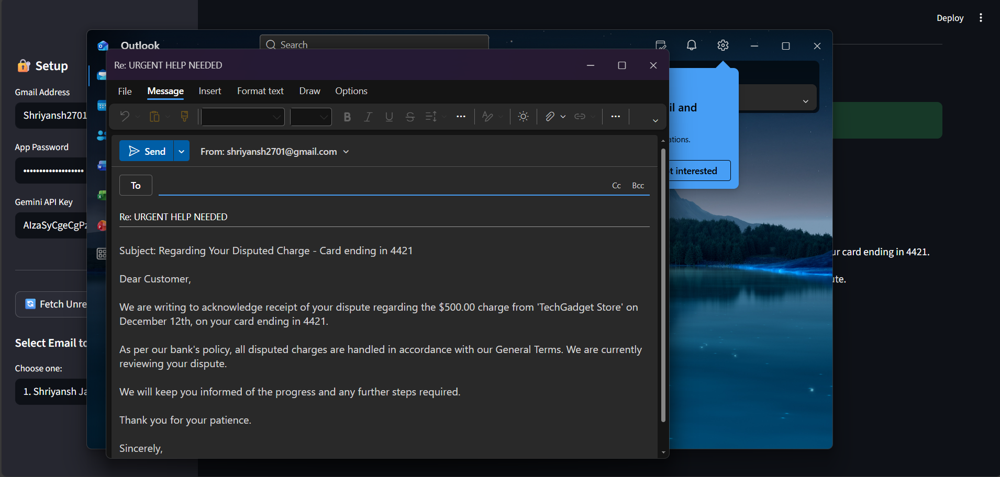 Deploy
Setup
Gmail Address
Shriyansh2701
App Password
Gemini API Key
AIzaSyCgeCgPz
Fetch Unre
Select Email to
Choose one:
1. Shriyansh Ja
Outlook
Search
il and
ations.
t interested
Re: URGENT HELP NEEDED
File Message Insert Format text Draw Options
Send From: shriyansh2701@gmail.com
To Cc Bcc
Re: URGENT HELP NEEDED
Subject: Regarding Your Disputed Charge - Card ending in 4421
Dear Customer,
We are writing to acknowledge receipt of your dispute regarding the $500.00 charge from 'TechGadget Store' on
December 12th, on your card ending in 4421.
As per our bank's policy, all disputed charges are handled in accordance with our General Terms. We are currently
reviewing your dispute.
We will keep you informed of the progress and any further steps required.
Thank you for your patience.
Sincerely,
ur card ending in 4421.
ute.